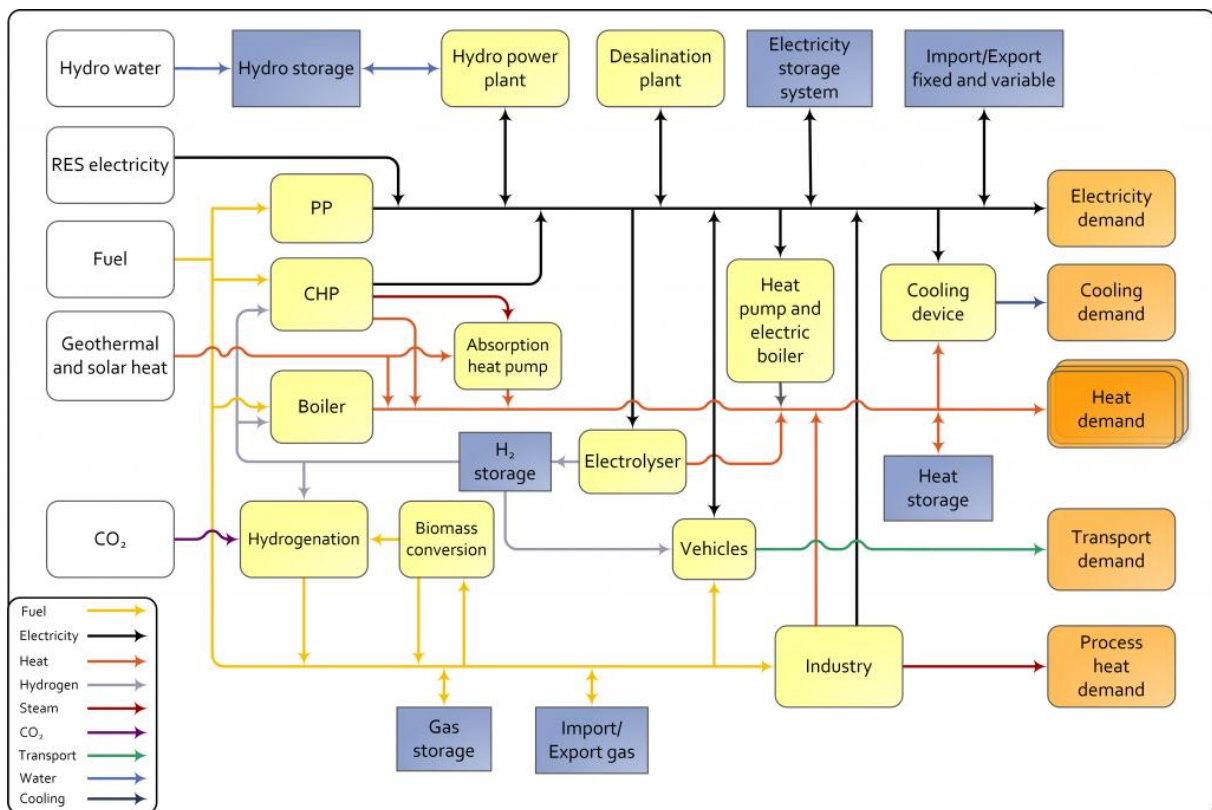 Hydro water
Hydro storage
Hydro power
plant
Desalination
plant
Electricity
storage
system
Import/Export
fixed and variable
RES electricity
PP
Electricity
demand
Fuel
CHP
Heat
pump and
electric
boiler
Cooling
device
Cooling
demand
Geothermal
and solar heat
Absorption
heat pump
Boiler
Heat
demand
H₂
storage
Electrolyser
Heat
storage
CO₂
Hydrogenation
Biomass
conversion
Vehicles
Transport
demand
Industry
Process
heat
demand
Gas
storage
Import/
Export gas
Fuel
Electricity
Heat
Hydrogen
Steam
CO₂
Transport
Water
Cooling